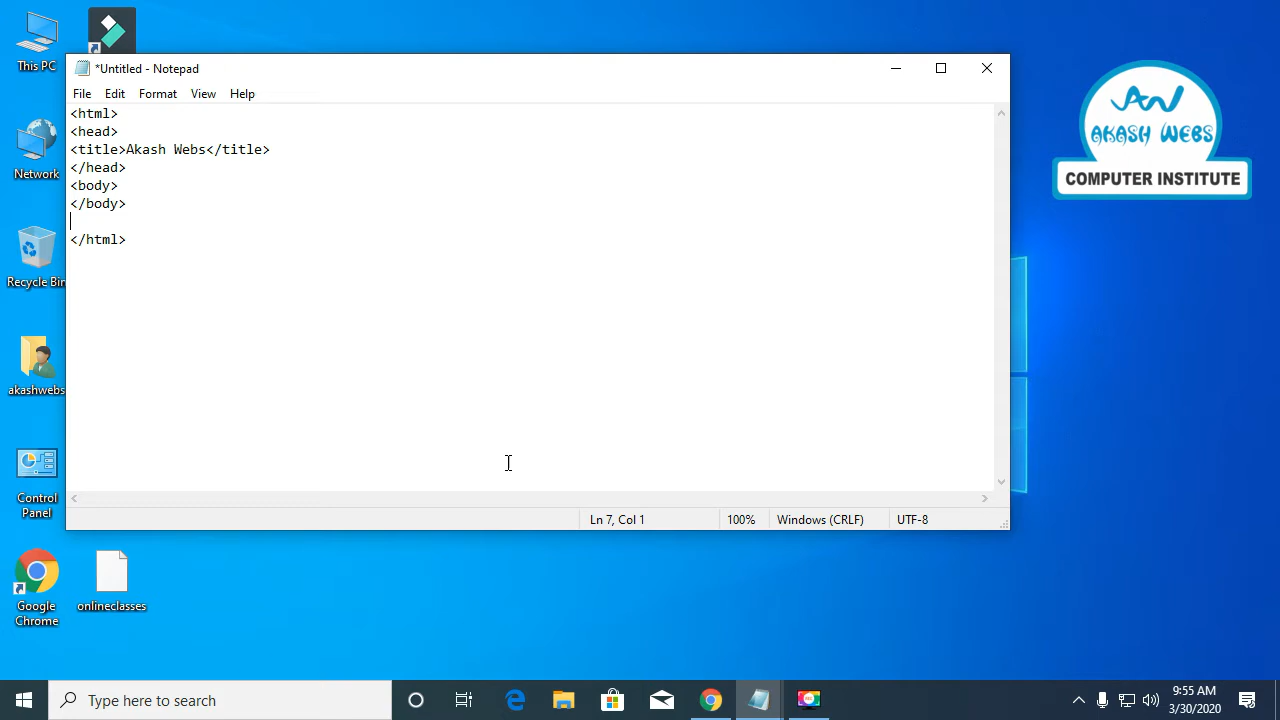 This PC
*Untitled - Notepad
File Edit Format View Help
<html>
<head>
<title>Akash Webs</title>
</head>
<body>
</body>
</html>
Ln 7, Col 1 100% Windows (CRLF) UTF-8
Network
Recycle Bin
akashwebs
Control
Panel
Google
Chrome
onlineclasses
AW
AKASH WEBS
COMPUTER INSTITUTE
Type here to search
9:55 AM
3/30/2020